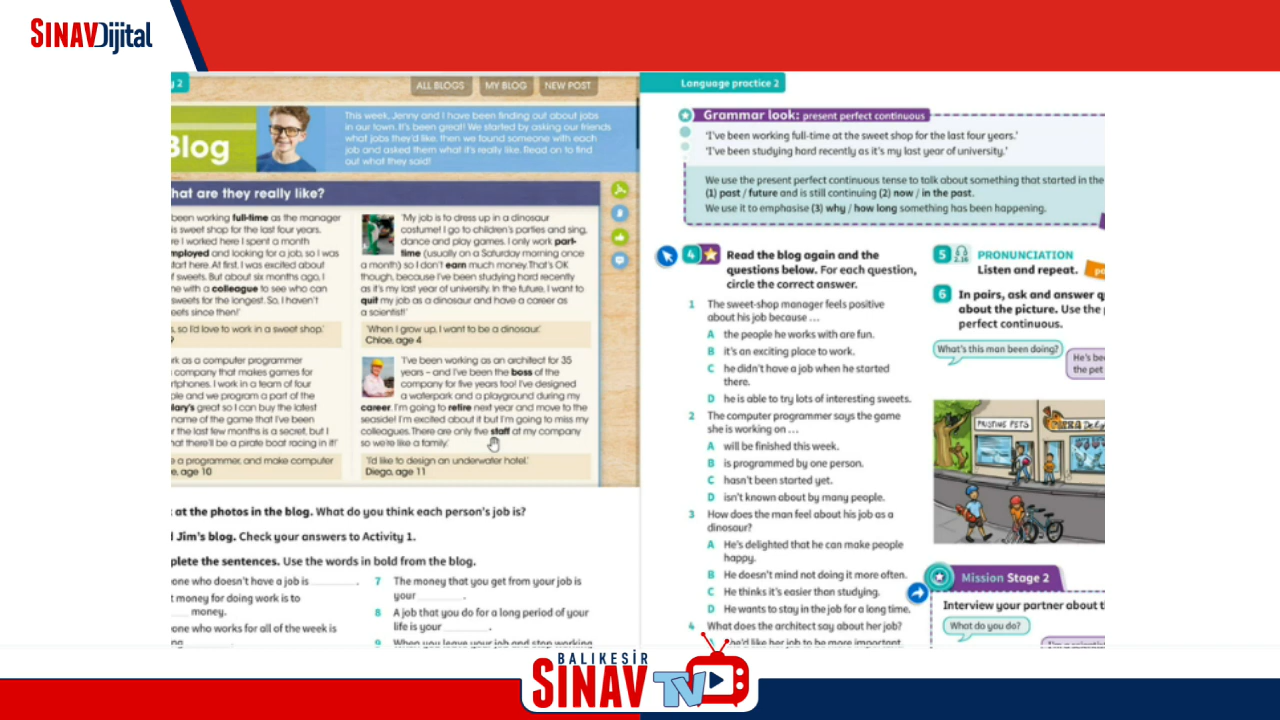 SINAVDijital
y 2
ALL BLOGS
MY BLOG
NEW POST
Blog
This week, Jenny and I have been finding out about jobs
in our town. It's been great! We started by asking our friends
what jobs they'd like, then we found someone with each
job and asked them what it's really like. Read on to find
out what they said!
hat are they really like?
been working full-time as the manager
is sweet shop for the last four years.
re I worked here I spent a month
mployed and looking for a job, so I was
start here. At first, I was excited about
f sweets. But about six months ago, I
ne with a colleague to see who can
sweets for the longest. So, I haven't
eets since then!'
s, so I'd love to work in a sweet shop.'
9
rk as a computer programmer
company that makes games for
rtphones. I work in a team of four
ple and we program a part of the
lary's great so I can buy the latest
name of the game that I've been
r the last few months is a secret, but I
hat there'll be a pirate boat racing in it!'
e a programmer, and make computer
e, age 10
'My job is to dress up in a dinosaur
costume! I go to children's parties and sing,
dance and play games. I only work part-
time (usually on a Saturday morning once
a month) so I don't earn much money. That's OK
though, because I've been studying hard recently
as it's my last year of university. In the future, I want to
quit my job as a dinosaur and have a career as
a scientist!'
'When I grow up, I want to be a dinosaur.'
Chloe, age 4
'I've been working as an architect for 35
years – and I've been the boss of the
company for five years too! I've designed
a waterpark and a playground during my
career. I'm going to retire next year and move to the
seaside! I'm excited about it but I'm going to miss my
colleagues. There are only five staff at my company
so we're like a family.'
'I'd like to design an underwater hotel.'
Diego, age 11
k at the photos in the blog. What do you think each person's job is?
d Jim's blog. Check your answers to Activity 1.
plete the sentences. Use the words in bold from the blog.
one who doesn't have a job is ________ .
t money for doing work is to
____ money.
one who works for all of the week is
ng ________.
7 The money that you get from your job is
your ________.
8 A job that you do for a long period of your
life is your ________.
9 When you leave your job and stop working
Language practice 2
Grammar look: present perfect continuous
'I've been working full-time at the sweet shop for the last four years.'
'I've been studying hard recently as it's my last year of university.'
We use the present perfect continuous tense to talk about something that started in the
(1) past / future and is still continuing (2) now / in the past.
We use it to emphasise (3) why / how long something has been happening.
4 Read the blog again and the
questions below. For each question,
circle the correct answer.
1 The sweet-shop manager feels positive
about his job because …
A the people he works with are fun.
B it's an exciting place to work.
C he didn't have a job when he started
there.
D he is able to try lots of interesting sweets.
2 The computer programmer says the game
she is working on …
A will be finished this week.
B is programmed by one person.
C hasn't been started yet.
D isn't known about by many people.
3 How does the man feel about his job as a
dinosaur?
A He's delighted that he can make people
happy.
B He doesn't mind not doing it more often.
C He thinks it's easier than studying.
D He wants to stay in the job for a long time.
4 What does the architect say about her job?
he'd like her job to be more important.
5 PRONUNCIATION
Listen and repeat.
6 In pairs, ask and answer q
about the picture. Use the p
perfect continuous.
What's this man been doing?
He's bee
the pet
PRISTINE PETS
PIZZA
Mission Stage 2
Interview your partner about t
What do you do?
BALIKESİR
SINAV TV